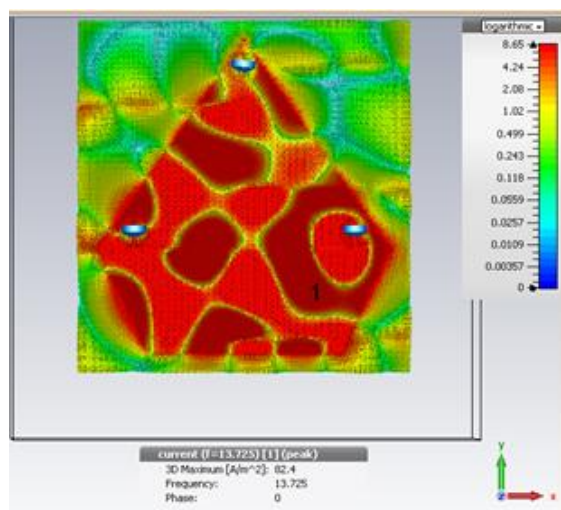 logarithmic
8.65
4.24
2.08
1.02
0.499
0.243
0.118
0.0559
0.0257
0.0109
0.00357
0
1
current (f=13.725) [1] (peak)
3D Maximum [A/m^2]: 82.4
Frequency: 13.725
Phase: 0
y
z
x